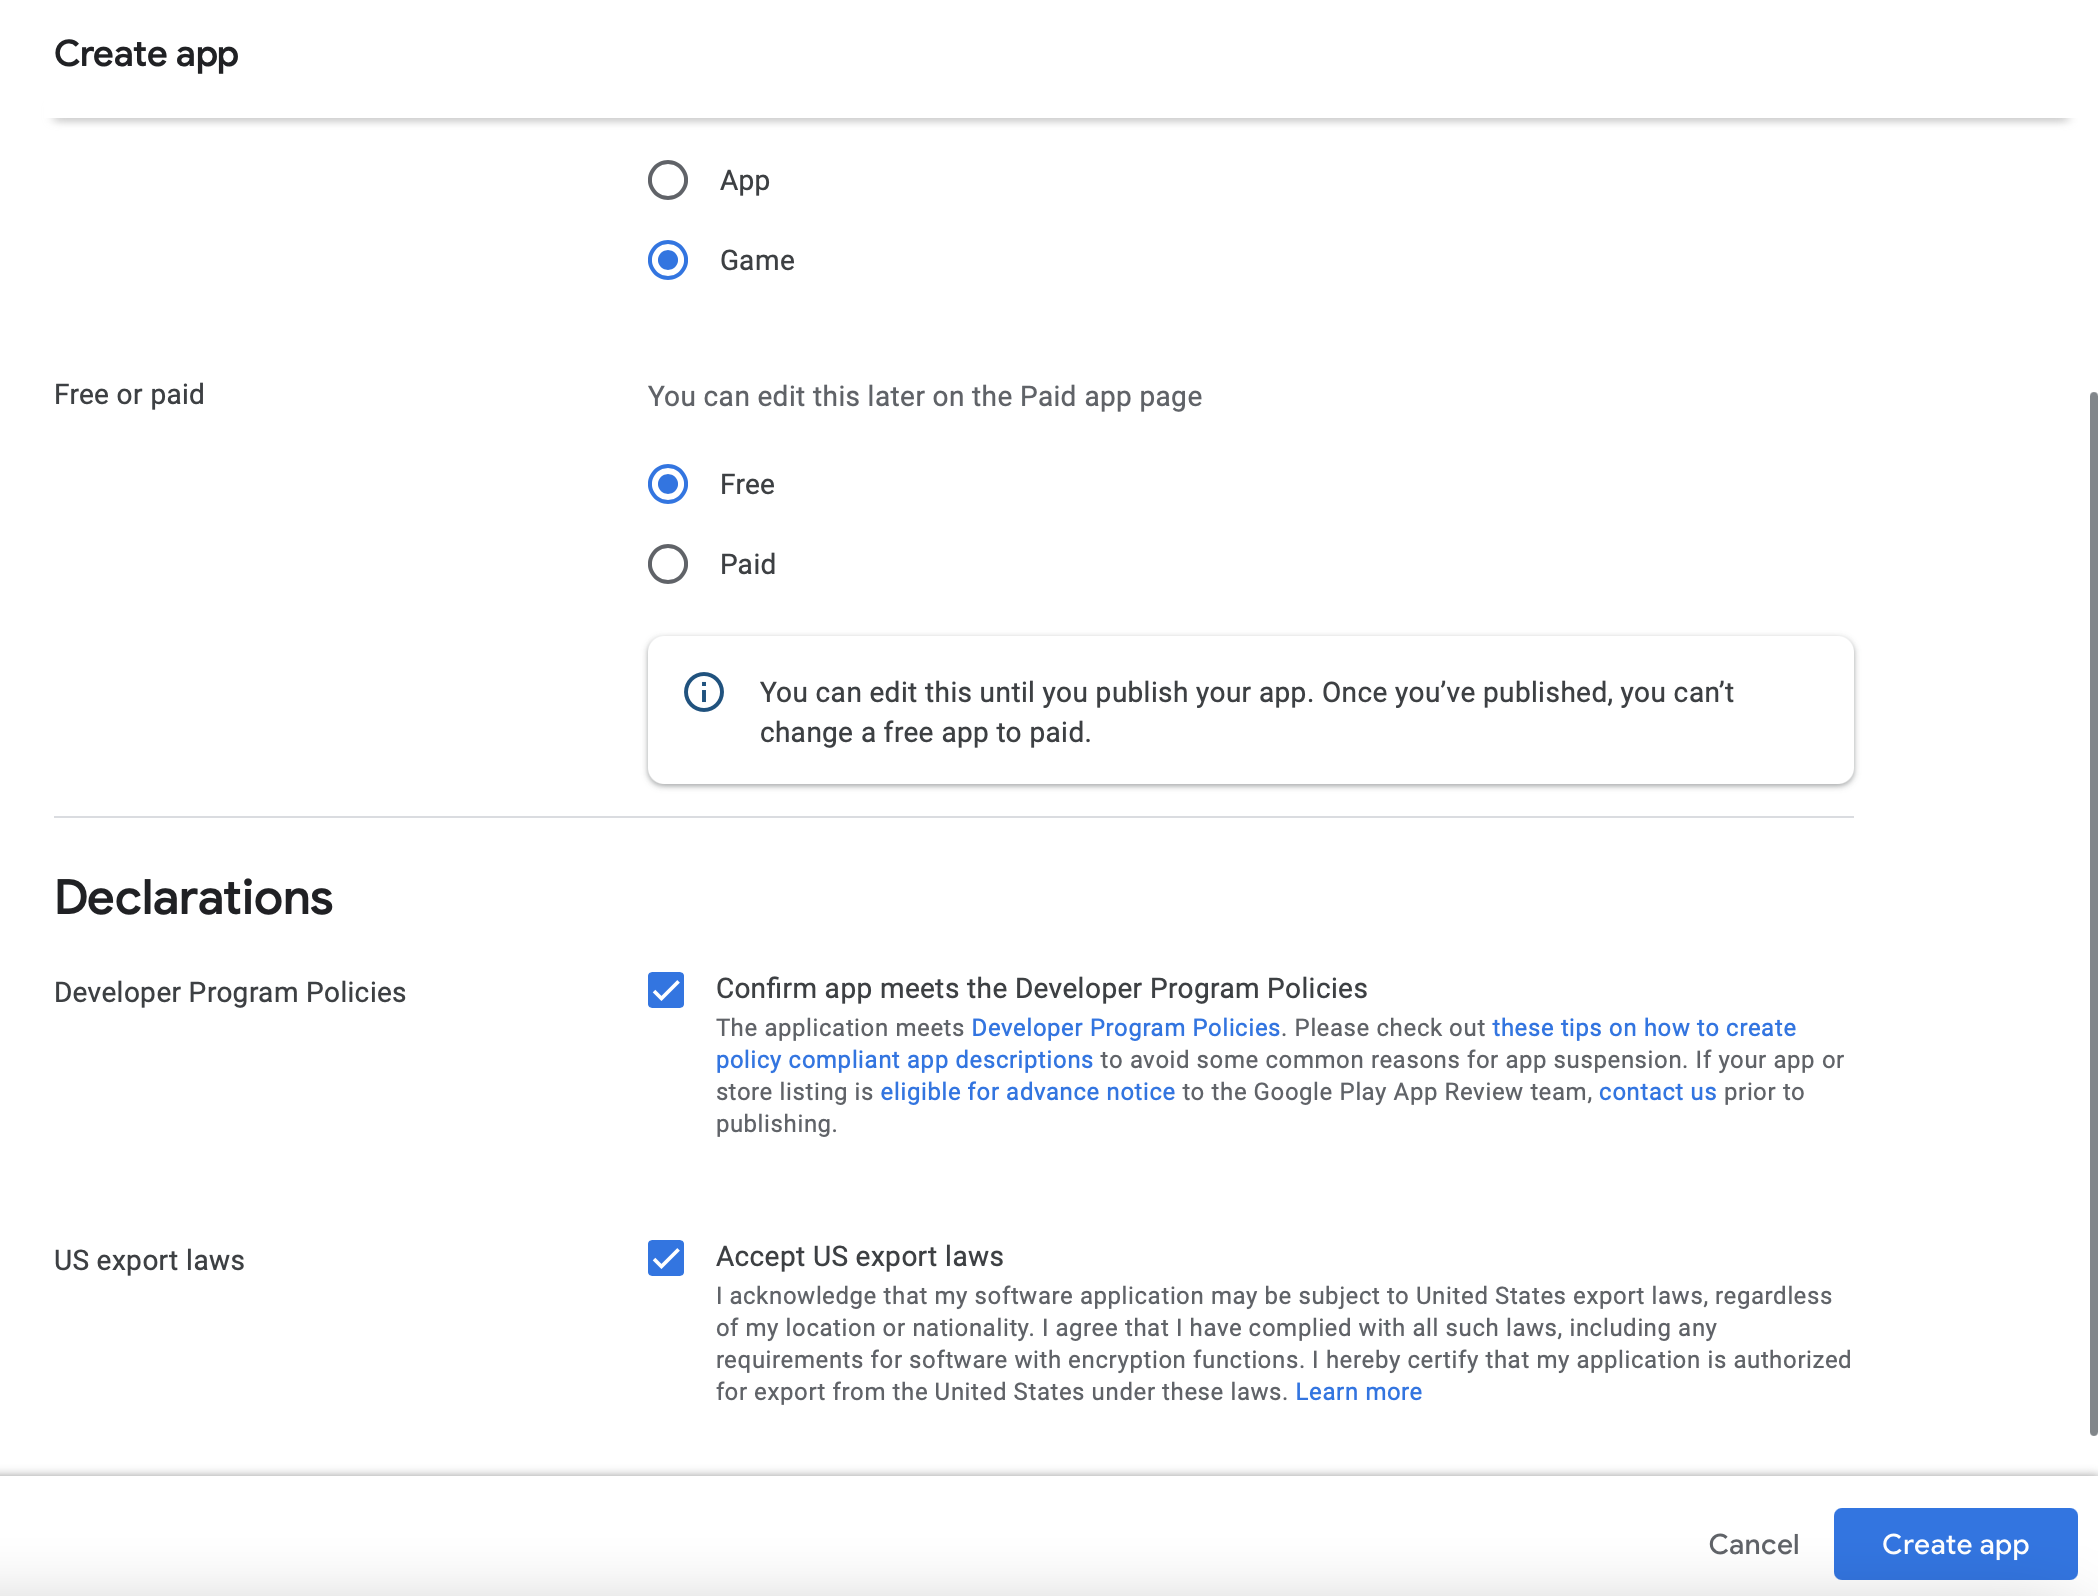 Create app
App
Game
Free or paid
You can edit this later on the Paid app page
Free
Paid
You can edit this until you publish your app. Once you’ve published, you can’t
change a free app to paid.
Declarations
Developer Program Policies
Confirm app meets the Developer Program Policies
The application meets Developer Program Policies. Please check out these tips on how to create
policy compliant app descriptions to avoid some common reasons for app suspension. If your app or
store listing is eligible for advance notice to the Google Play App Review team, contact us prior to
publishing.
US export laws
Accept US export laws
I acknowledge that my software application may be subject to United States export laws, regardless
of my location or nationality. I agree that I have complied with all such laws, including any
requirements for software with encryption functions. I hereby certify that my application is authorized
for export from the United States under these laws. Learn more
Cancel
Create app